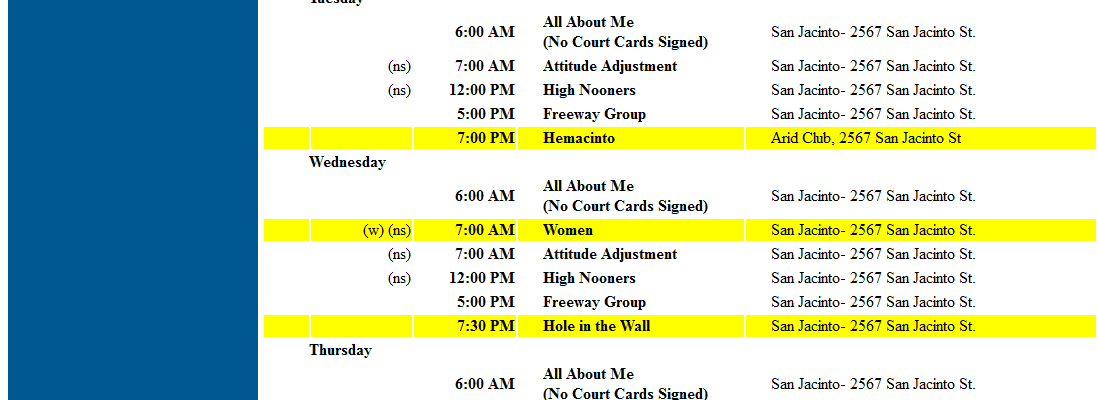 Tuesday
6:00 AM All About Me
(No Court Cards Signed) San Jacinto- 2567 San Jacinto St.
(ns) 7:00 AM Attitude Adjustment San Jacinto- 2567 San Jacinto St.
(ns) 12:00 PM High Nooners San Jacinto- 2567 San Jacinto St.
5:00 PM Freeway Group San Jacinto- 2567 San Jacinto St.
7:00 PM Hemacinto Arid Club, 2567 San Jacinto St
Wednesday
6:00 AM All About Me
(No Court Cards Signed) San Jacinto- 2567 San Jacinto St.
(w) (ns) 7:00 AM Women San Jacinto- 2567 San Jacinto St.
(ns) 7:00 AM Attitude Adjustment San Jacinto- 2567 San Jacinto St.
(ns) 12:00 PM High Nooners San Jacinto- 2567 San Jacinto St.
5:00 PM Freeway Group San Jacinto- 2567 San Jacinto St.
7:30 PM Hole in the Wall San Jacinto- 2567 San Jacinto St.
Thursday
6:00 AM All About Me
(No Court Cards Signed) San Jacinto- 2567 San Jacinto St.